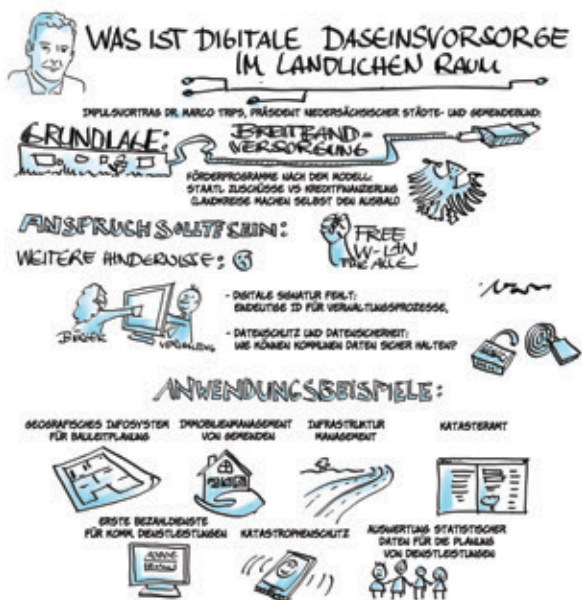 WAS IST DIGITALE DASEINSVORSORGE
IM LÄNDLICHEN RAUM
IMPULSVORTRAG DR. MARCO TRIPS, PRÄSIDENT NIEDERSÄCHSISCHER STÄDTE- UND GEMEINDEBUND:
GRUNDLAGE:
BREITBAND-
VERSORGUNG
FÖRDERPROGRAMME NACH DEM MODELL:
STAATL ZUSCHÜSSE VS KREDITFINANZIERUNG
(LANDKREISE MACHEN SELBST DEN AUSBAU)
ANSPRUCH SOLLTE SEIN:
FREE
W-LAN
FÜR ALLE
WEITERE HINDERNISSE:
BÜRGER
VERWALTUNG
- DIGITALE SIGNATUR FEHLT:
EINDEUTIGE ID FÜR VERWALTUNGSPROZESSE,
- DATENSCHUTZ UND DATENSICHERHEIT:
WIE KÖNNEN KOMMUNEN DATEN SICHER HALTEN?
ANWENDUNGSBEISPIELE:
GEOGRAFISCHES INFOSYSTEM
FÜR BAULEITPLANUNG
IMMOBILIENMANAGEMENT
VON GEMEINDEN
INFRASTRUKTUR
MANAGEMENT
KATASTERAMT
ERSTE BEZAHLDIENSTE
FÜR KOMM. DIENSTLEISTUNGEN
KATASTROPHENSCHUTZ
AUSWERTUNG STATISTISCHER
DATEN FÜR DIE PLANUNG
VON DIENSTLEISTUNGEN